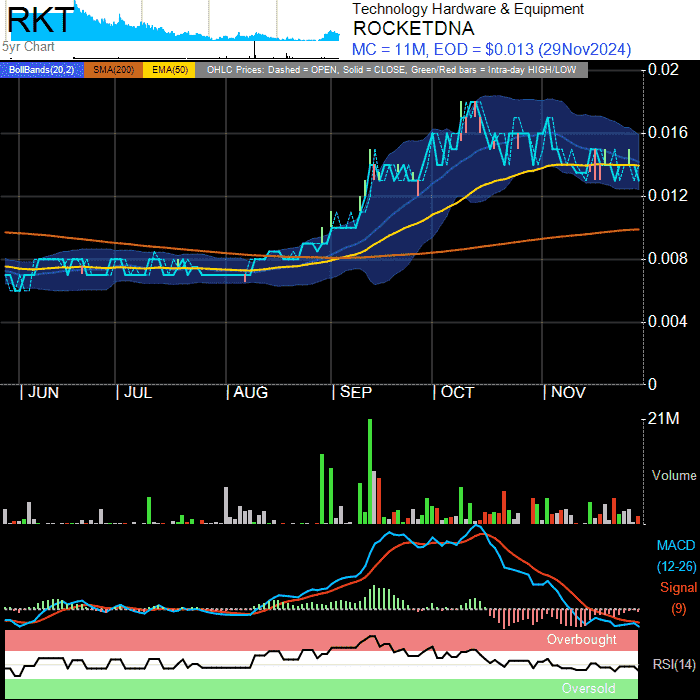 RKT
5yr Chart
Technology Hardware & Equipment
ROCKETDNA
MC = 11M, EOD = $0.013 (29Nov2024)
BollBands(20,2) SMA(200) EMA(50) OHLC Prices: Dashed = OPEN, Solid = CLOSE, Green/Red bars = Intra-day HIGH/LOW
0.02
0.016
0.012
0.008
0.004
0
JUN JUL AUG SEP OCT NOV
21M
Volume
MACD
(12-26)
Signal
(9)
Overbought
RSI(14)
Oversold